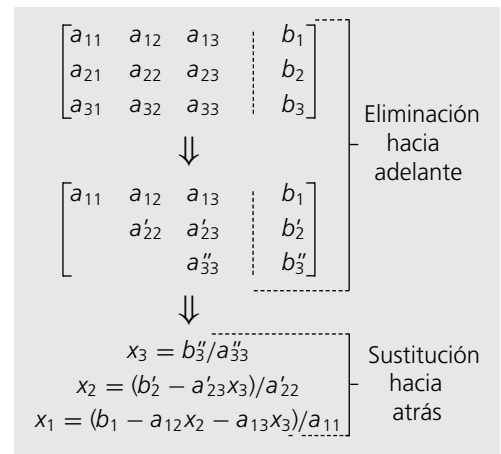 a₁₁ a₁₂ a₁₃ b₁
a₂₁ a₂₂ a₂₃ b₂
a₃₁ a₃₂ a₃₃ b₃
Eliminación
hacia
adelante
⇓
a₁₁ a₁₂ a₁₃ b₁
a′₂₂ a′₂₃ b′₂
a″₃₃ b″₃
⇓
x₃ = b″₃/a″₃₃
x₂ = (b′₂ − a′₂₃x₃)/a′₂₂
x₁ = (b₁ − a₁₂x₂ − a₁₃x₃)/a₁₁
Sustitución
hacia
atrás